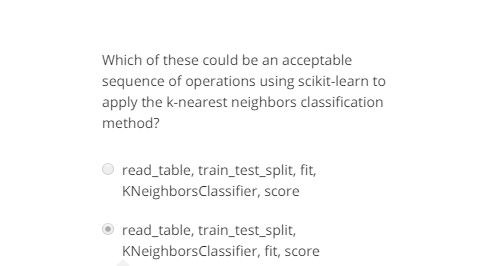 Which of these could be an acceptable
sequence of operations using scikit-learn to
apply the k-nearest neighbors classification
method?
read_table, train_test_split, fit,
KNeighborsClassifier, score
read_table, train_test_split,
KNeighborsClassifier, fit, score